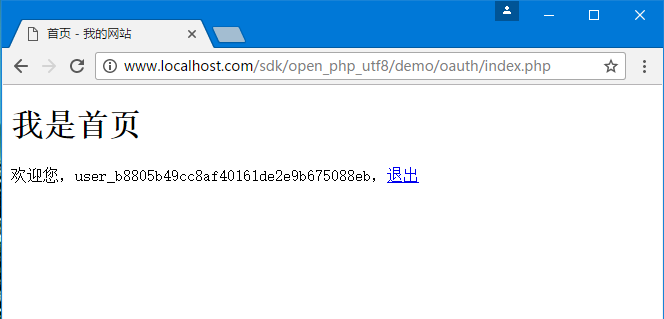 首页 - 我的网站
www.localhost.com/sdk/open_php_utf8/demo/oauth/index.php
我是首页
欢迎您，user_b8805b49cc8af40161de2e9b675088eb，退出